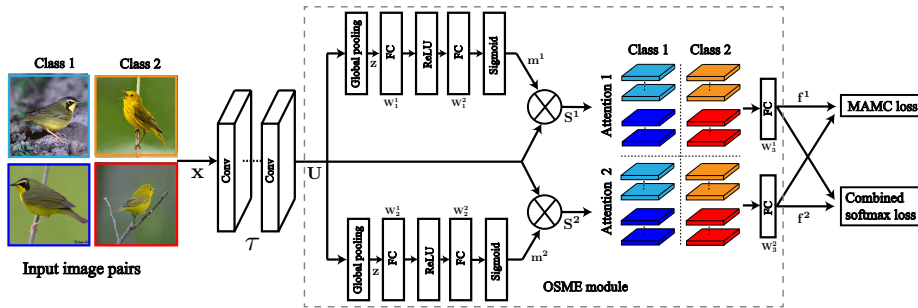 Class 1
Class 2
Input image pairs
x
Conv
Conv
τ
U
Global pooling
z
FC
W₁¹
ReLU
FC
W₁²
Sigmoid
m¹
S¹
Global pooling
z
FC
W₂¹
ReLU
FC
W₂²
Sigmoid
m²
S²
Class 1
Class 2
Attention 1
Attention 2
FC
W₃¹
FC
W₃²
OSME module
f¹
f²
MAMC loss
Combined
softmax loss